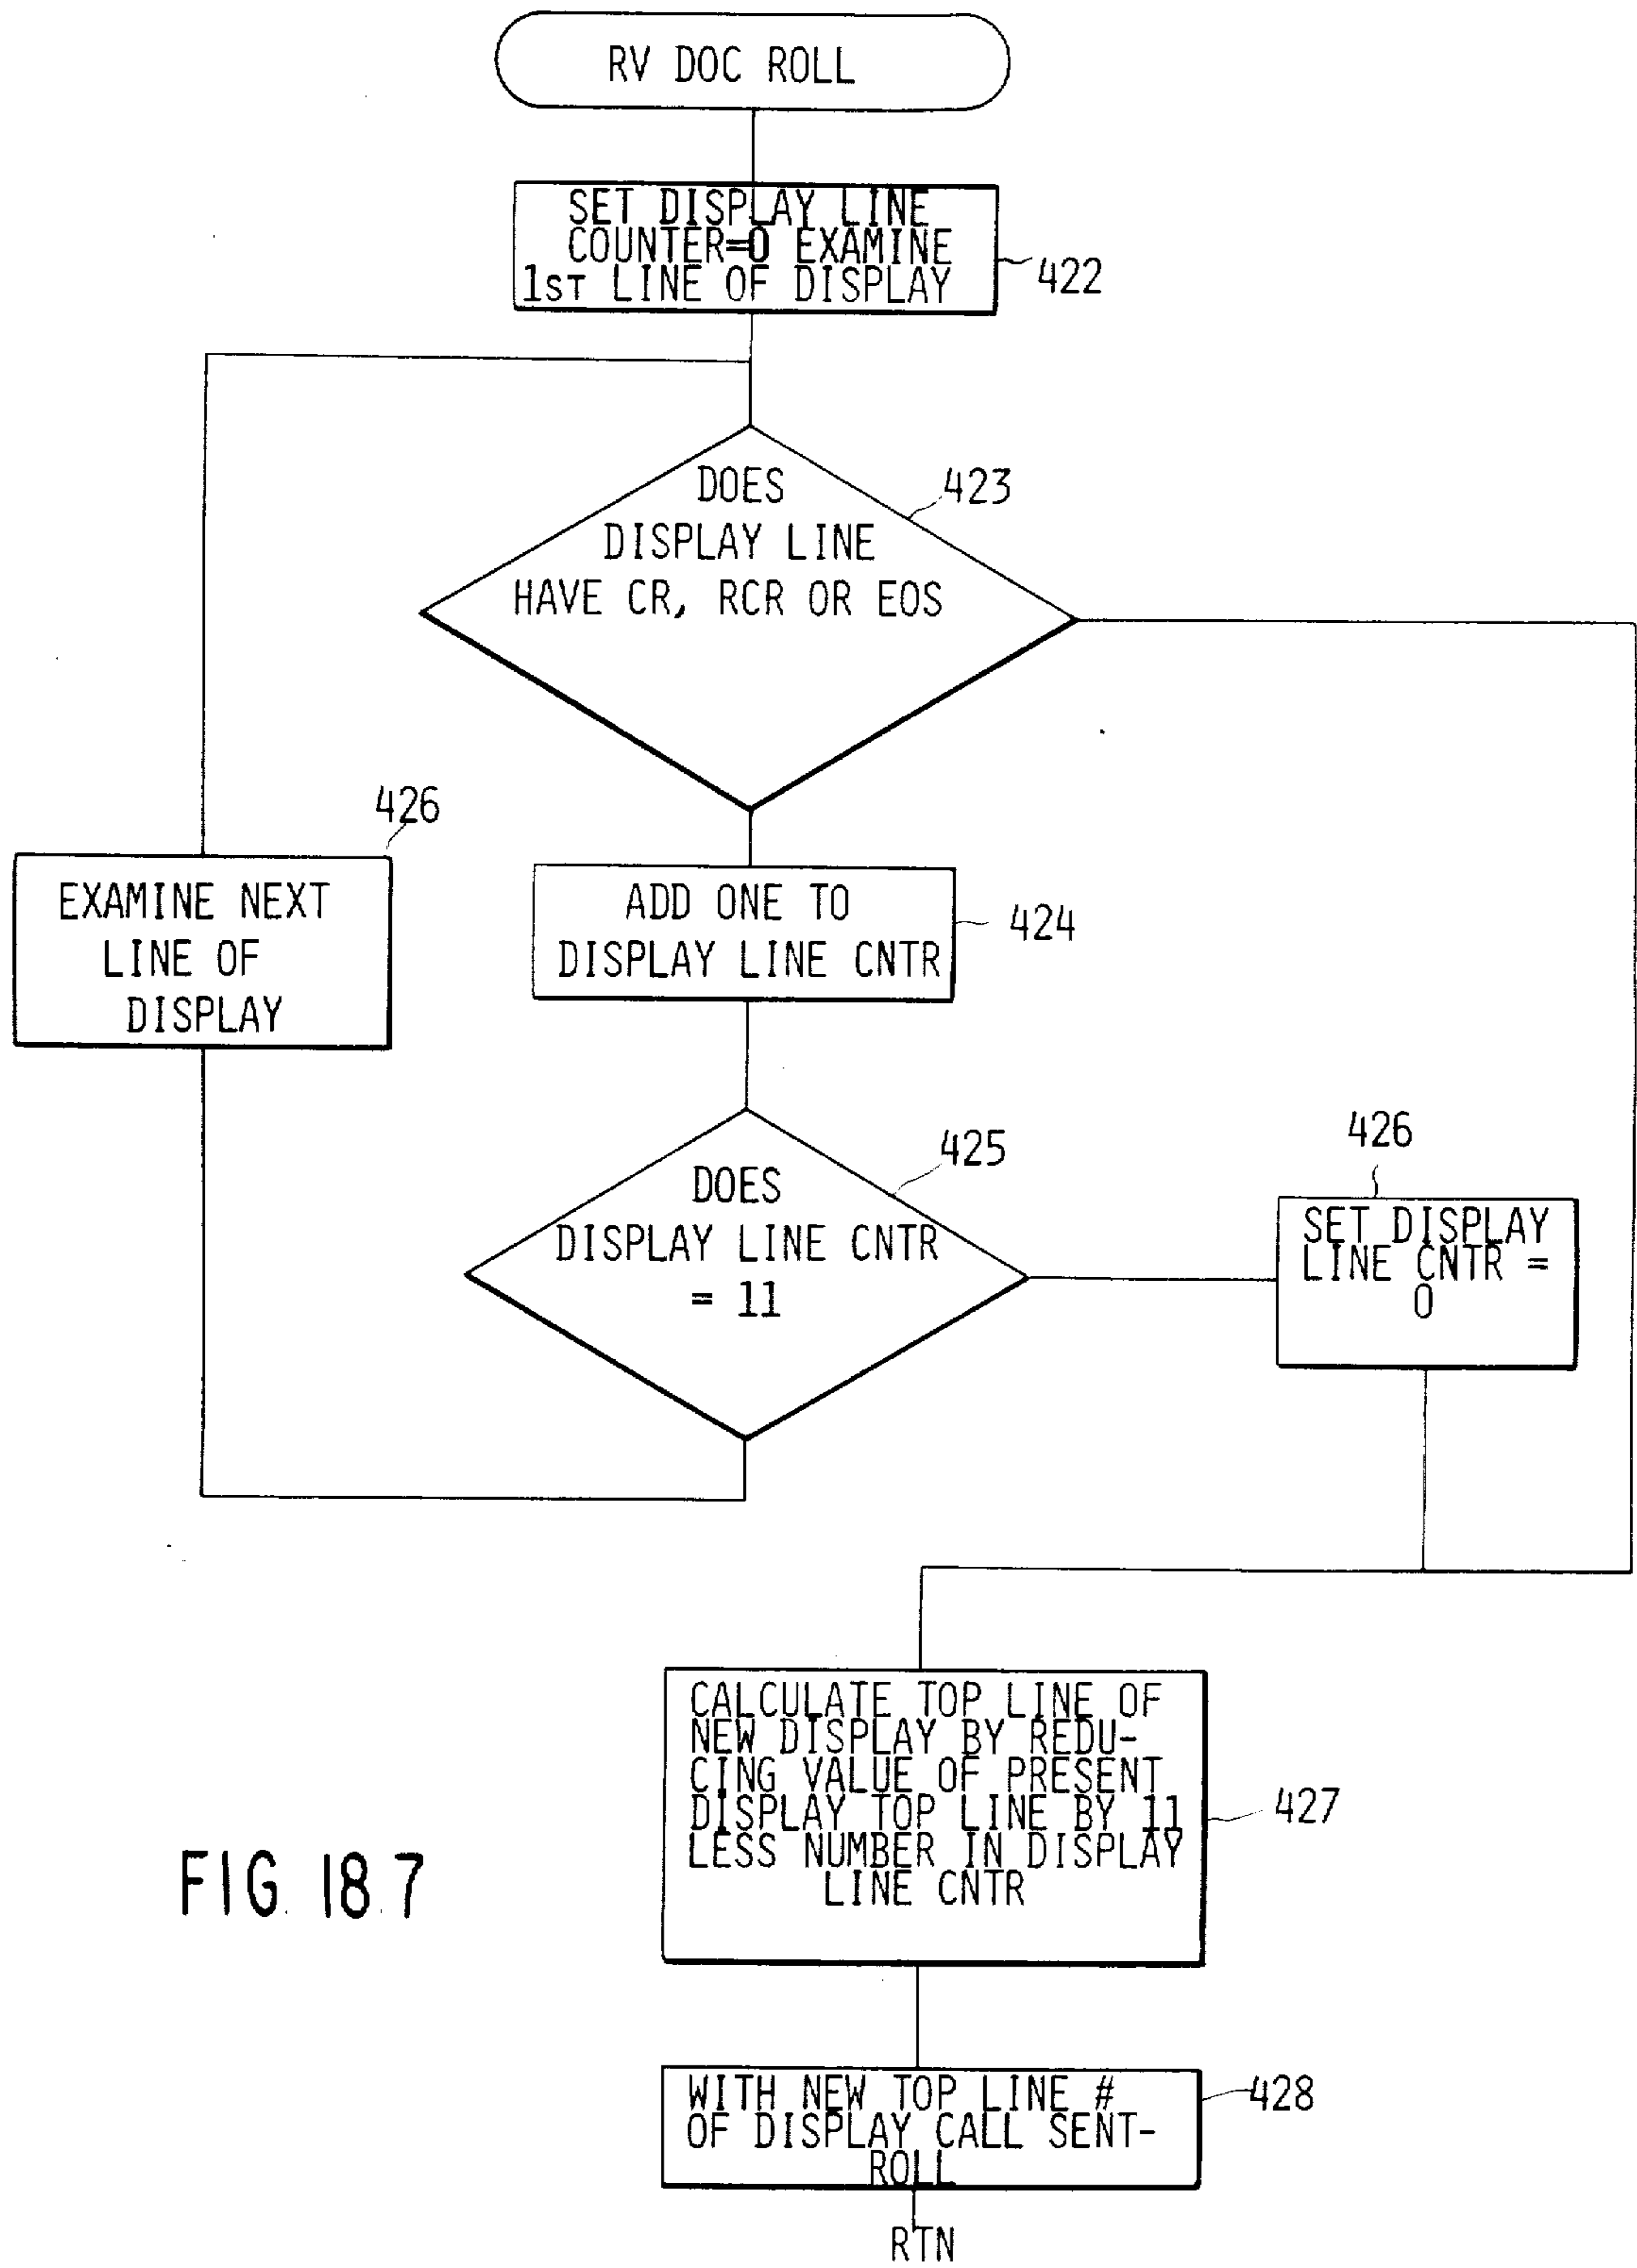 RV DOC ROLL
SET DISPLAY LINE
COUNTER=0 EXAMINE
1ST LINE OF DISPLAY
422
DOES
DISPLAY LINE
HAVE CR, RCR OR EOS
423
426
EXAMINE NEXT
LINE OF
DISPLAY
ADD ONE TO
DISPLAY LINE CNTR
424
DOES
DISPLAY LINE CNTR
= 11
425
426
SET DISPLAY
LINE CNTR =
0
CALCULATE TOP LINE OF
NEW DISPLAY BY REDU-
CING VALUE OF PRESENT
DISPLAY TOP LINE BY 11
LESS NUMBER IN DISPLAY
LINE CNTR
427
FIG. 18.7
WITH NEW TOP LINE #
OF DISPLAY CALL SENT-
ROLL
428
RTN